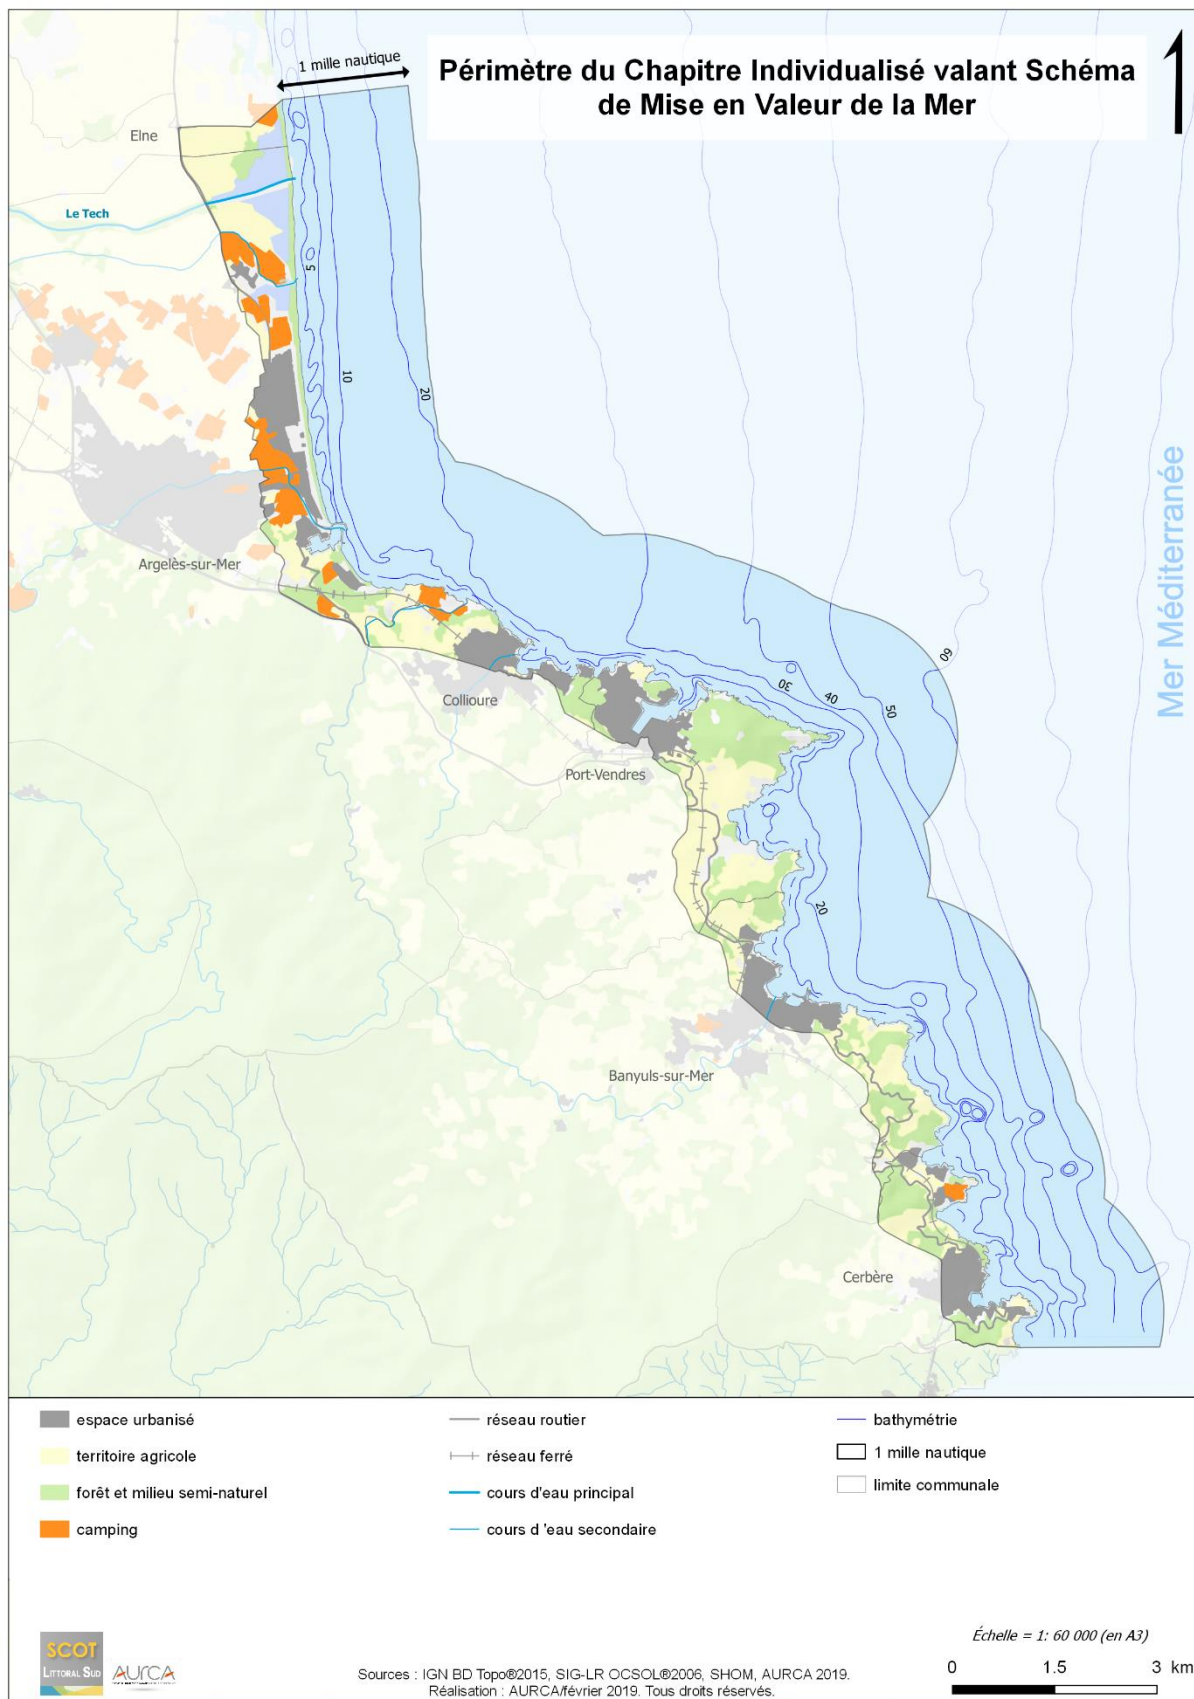 1 mille nautique
Périmètre du Chapitre Individualisé valant Schéma
de Mise en Valeur de la Mer
Elne
Le Tech
5
10
20
Argelès-sur-Mer
Mer Méditerranée
60
30
40
50
Collioure
Port-Vendres
20
Banyuls-sur-Mer
Cerbère
espace urbanisé
territoire agricole
forêt et milieu semi-naturel
camping
réseau routier
réseau ferré
cours d'eau principal
cours d 'eau secondaire
bathymétrie
1 mille nautique
limite communale
SCOT
LITTORAL SUD
AURCA
Sources : IGN BD Topo®2015, SIG-LR OCSOL®2006, SHOM, AURCA 2019.
Réalisation : AURCA/février 2019. Tous droits réservés.
Échelle = 1: 60 000 (en A3)
0 1.5 3 km